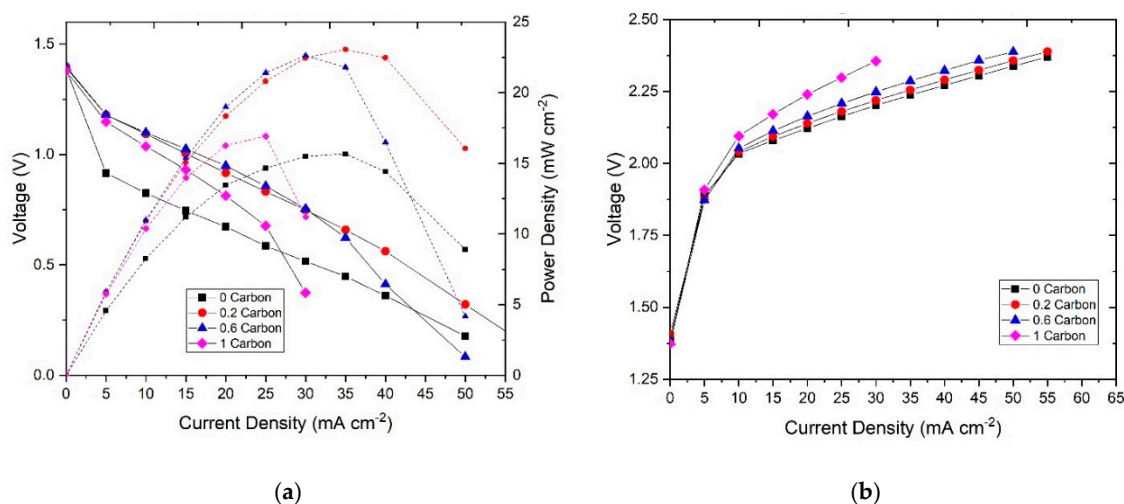 1.5
1.0
0.5
0.0
Voltage (V)
25
20
15
10
5
0
Power Density (mW cm-2)
0 Carbon
0.2 Carbon
0.6 Carbon
1 Carbon
0 5 10 15 20 25 30 35 40 45 50 55
Current Density (mA cm-2)
(a)
2.50
2.25
2.00
1.75
1.50
1.25
Voltage (V)
0 Carbon
0.2 Carbon
0.6 Carbon
1 Carbon
0 5 10 15 20 25 30 35 40 45 50 55 60 65
Current Density (mA cm-2)
(b)